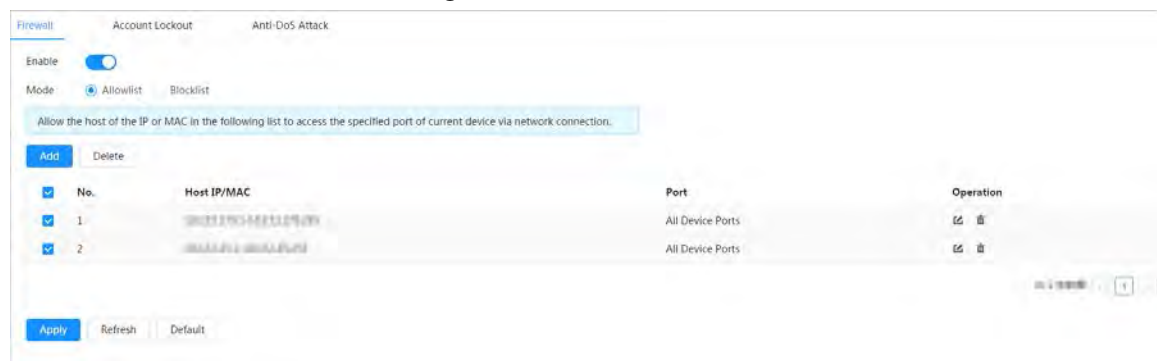 Firewall Account Lockout Anti-DoS Attack
Enable
Mode Allowlist Blocklist
Allow the host of the IP or MAC in the following list to access the specified port of current device via network connection.
Add Delete
No. Host IP/MAC Port Operation
1 All Device Ports
2 All Device Ports
1
Apply Refresh Default